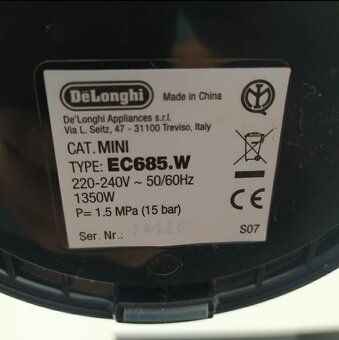 DeLonghi
Made in China
De'Longhi Appliances s.r.l.
Via L. Seitz, 47 - 31100 Treviso, Italy
CAT. MINI
TYPE: EC685.W
220-240V ~ 50/60Hz
1350W
P= 1.5 MPa (15 bar)
Ser. Nr.:
S07
CE